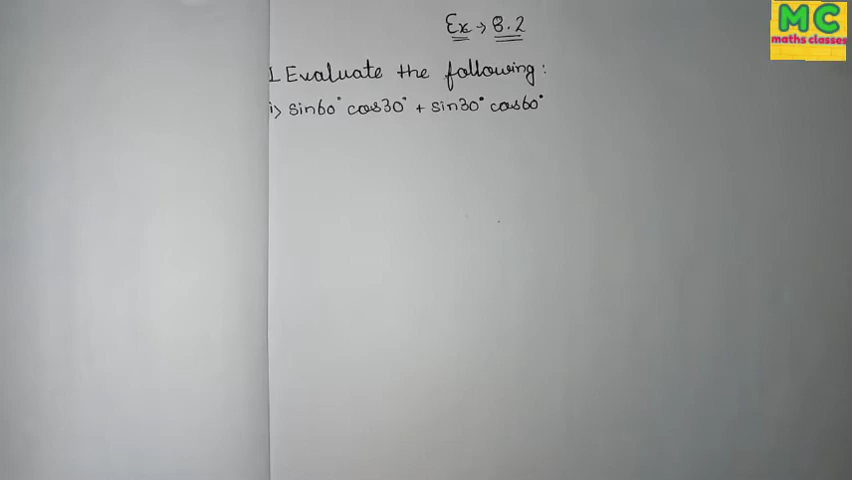 Ex → 8.2
MC
maths classes
1 Evaluate the following:
i> sin60° cos30° + sin30° cos60°